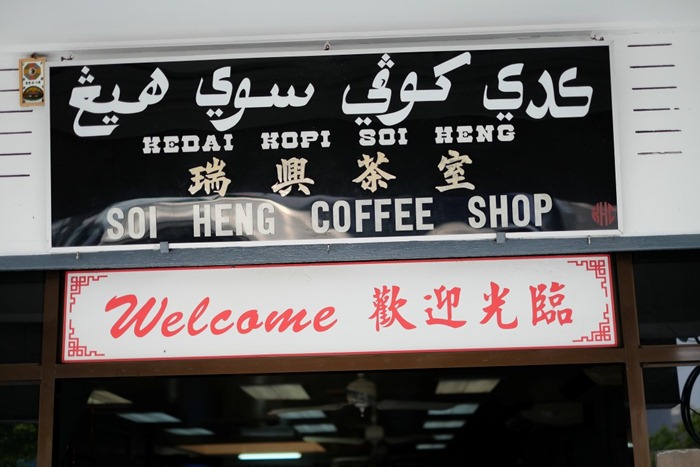 كدي كوڤي سوي هيڠ
KEDAI KOPI SOI HENG
瑞興茶室
SOI HENG COFFEE SHOP
Welcome 歡迎光臨